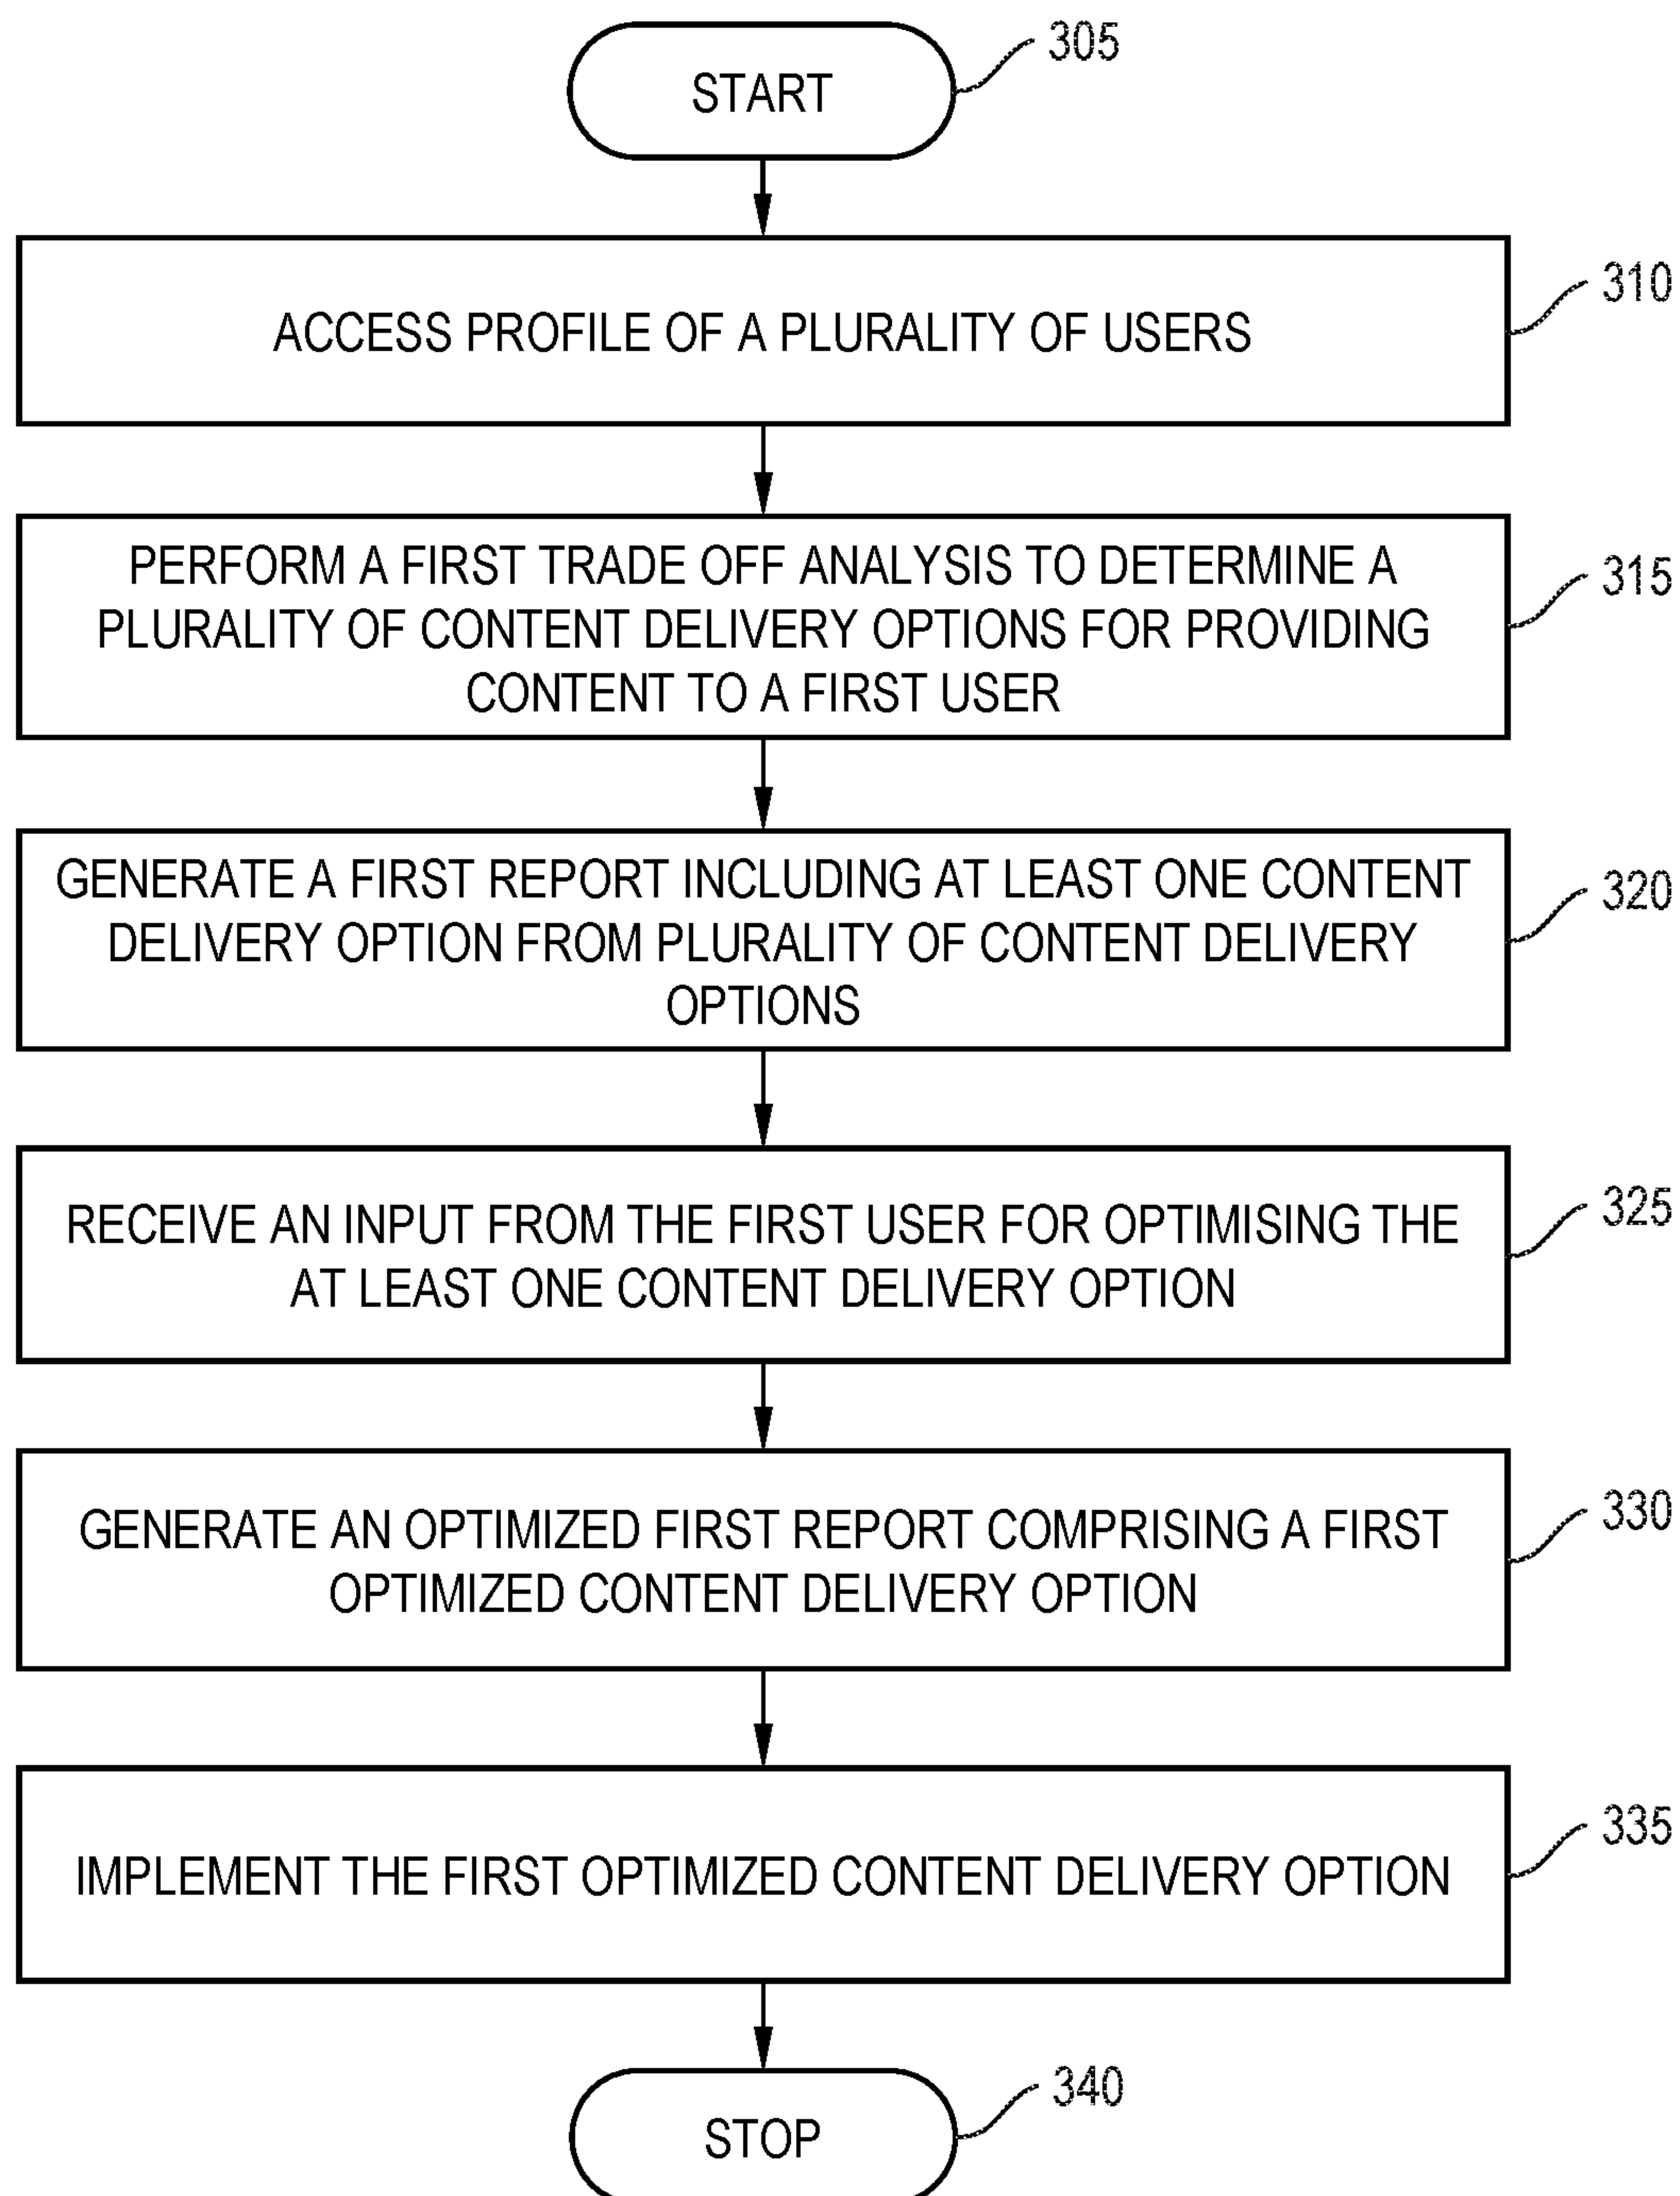 START
305
ACCESS PROFILE OF A PLURALITY OF USERS
310
PERFORM A FIRST TRADE OFF ANALYSIS TO DETERMINE A
PLURALITY OF CONTENT DELIVERY OPTIONS FOR PROVIDING
CONTENT TO A FIRST USER
315
GENERATE A FIRST REPORT INCLUDING AT LEAST ONE CONTENT
DELIVERY OPTION FROM PLURALITY OF CONTENT DELIVERY
OPTIONS
320
RECEIVE AN INPUT FROM THE FIRST USER FOR OPTIMISING THE
AT LEAST ONE CONTENT DELIVERY OPTION
325
GENERATE AN OPTIMIZED FIRST REPORT COMPRISING A FIRST
OPTIMIZED CONTENT DELIVERY OPTION
330
IMPLEMENT THE FIRST OPTIMIZED CONTENT DELIVERY OPTION
335
STOP
340